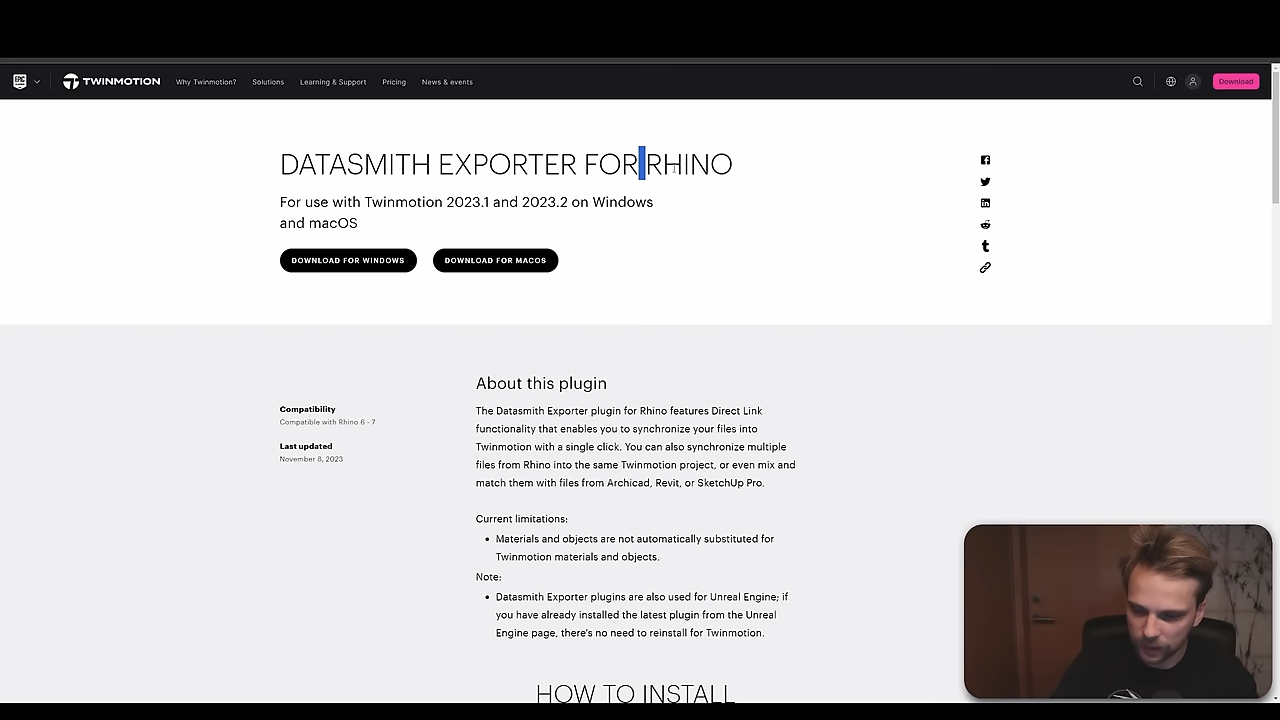 EPIC
TWINMOTION
Why Twinmotion?
Solutions
Learning & Support
Pricing
News & events
Download
DATASMITH EXPORTER FOR RHINO
For use with Twinmotion 2023.1 and 2023.2 on Windows
and macOS
DOWNLOAD FOR WINDOWS
DOWNLOAD FOR MACOS
Compatibility
Compatible with Rhino 6 - 7
Last updated
November 8, 2023
About this plugin
The Datasmith Exporter plugin for Rhino features Direct Link
functionality that enables you to synchronize your files into
Twinmotion with a single click. You can also synchronize multiple
files from Rhino into the same Twinmotion project, or even mix and
match them with files from Archicad, Revit, or SketchUp Pro.
Current limitations:
• Materials and objects are not automatically substituted for
Twinmotion materials and objects.
Note:
• Datasmith Exporter plugins are also used for Unreal Engine; if
you have already installed the latest plugin from the Unreal
Engine page, there's no need to reinstall for Twinmotion.
HOW TO INSTALL